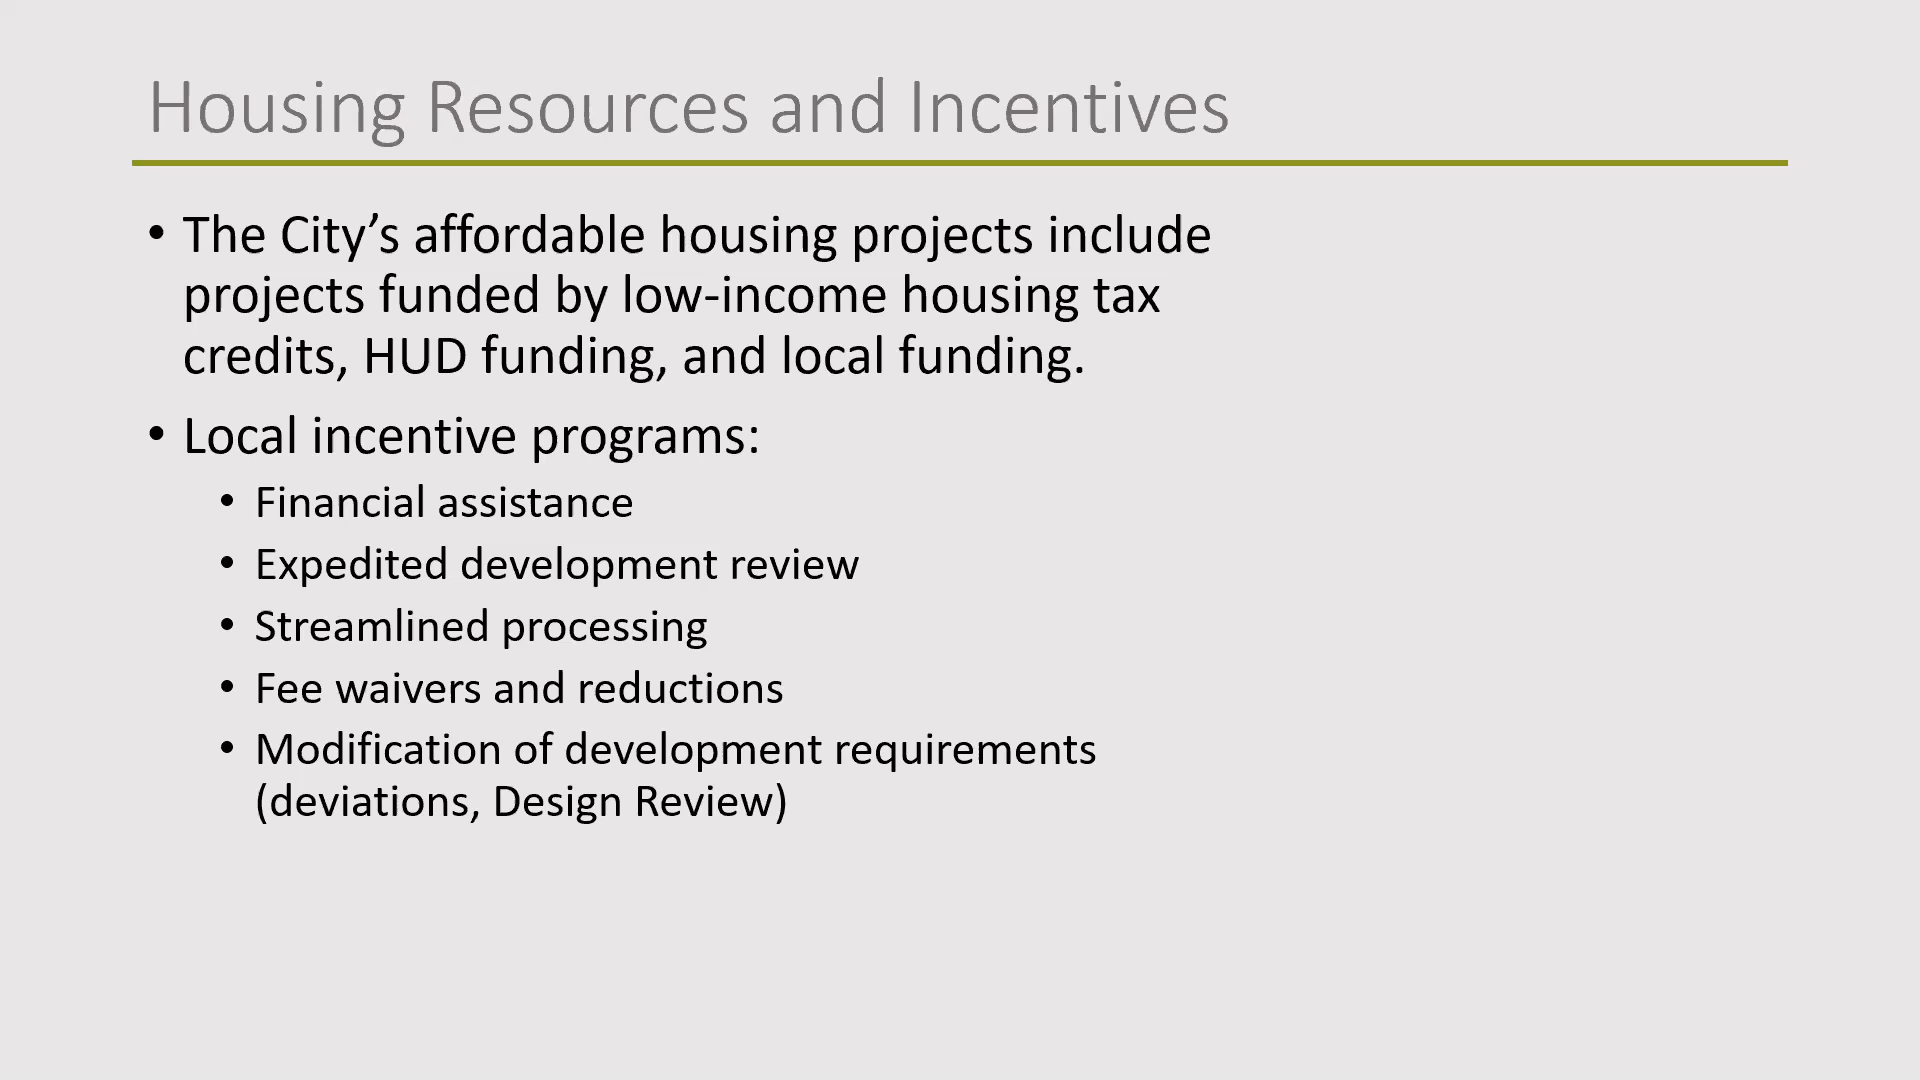 Housing Resources and Incentives
• The City’s affordable housing projects include
projects funded by low-income housing tax
credits, HUD funding, and local funding.
• Local incentive programs:
• Financial assistance
• Expedited development review
• Streamlined processing
• Fee waivers and reductions
• Modification of development requirements
(deviations, Design Review)